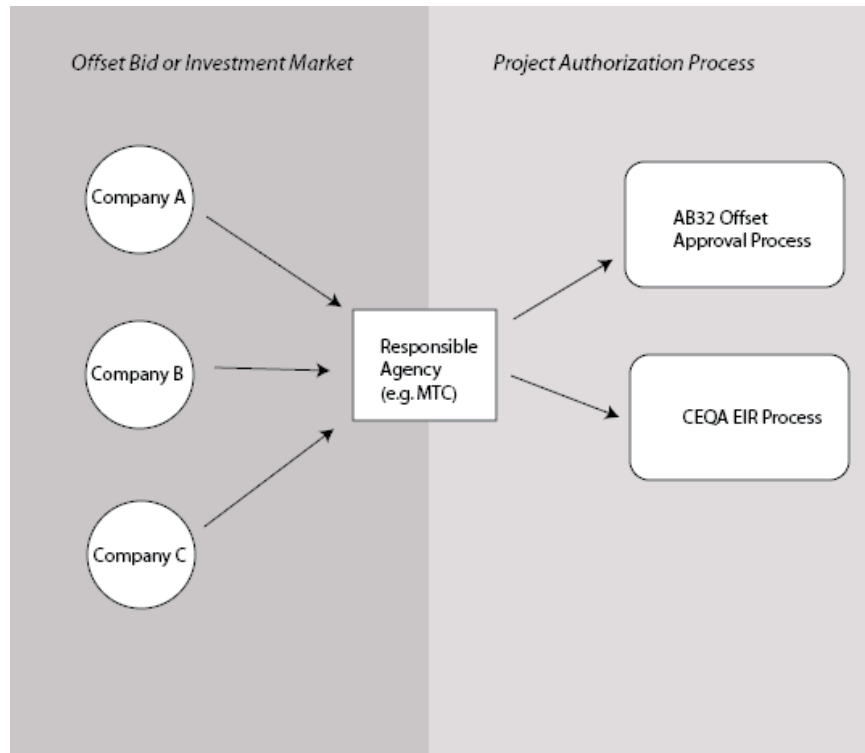 Offset Bid or Investment Market
Project Authorization Process
Company A
Company B
Company C
Responsible
Agency
(e.g. MTC)
AB32 Offset
Approval Process
CEQA EIR Process